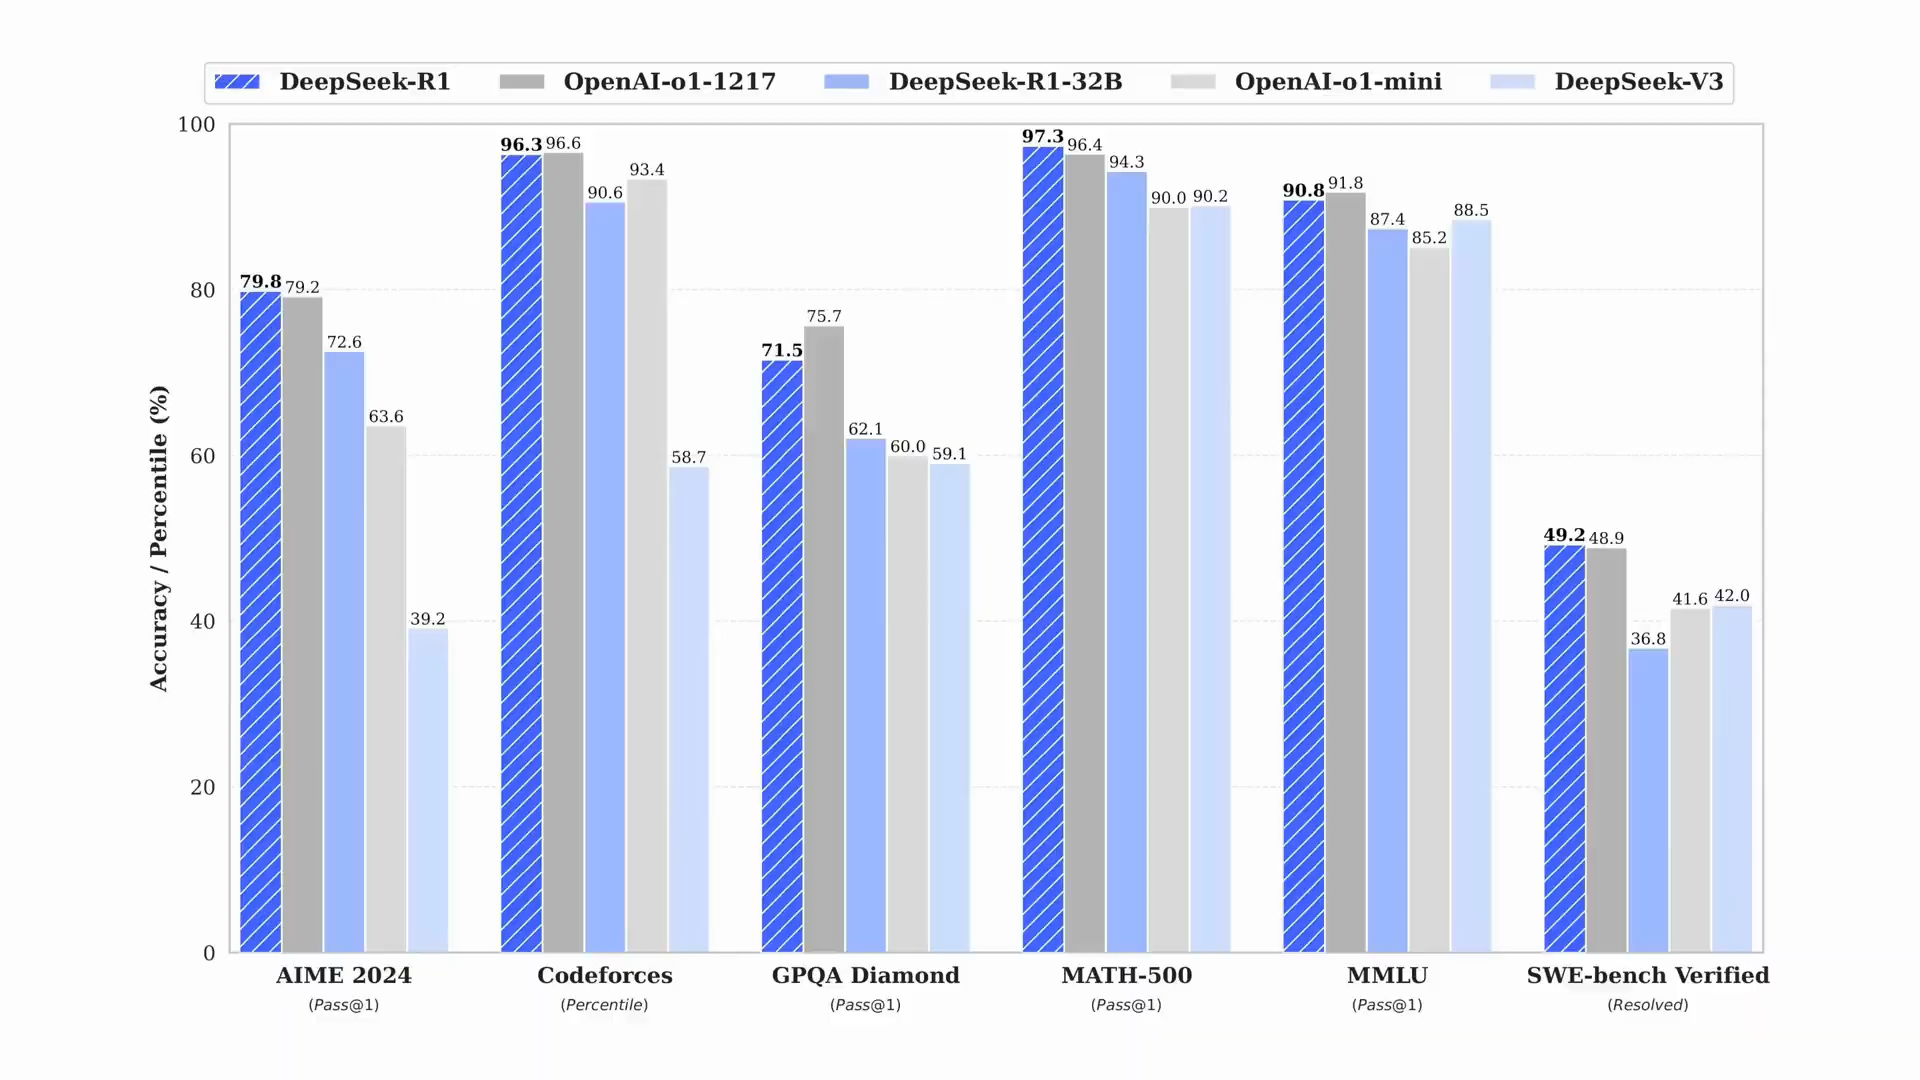 DeepSeek-R1 OpenAI-o1-1217 DeepSeek-R1-32B OpenAI-o1-mini DeepSeek-V3
Accuracy / Percentile (%)
100
80
60
40
20
0
79.8 79.2 72.6 63.6 39.2
96.3 96.6 90.6 93.4 58.7
71.5 75.7 62.1 60.0 59.1
97.3 96.4 94.3 90.0 90.2
90.8 91.8 87.4 85.2 88.5
49.2 48.9 36.8 41.6 42.0
AIME 2024 Codeforces GPQA Diamond MATH-500 MMLU SWE-bench Verified
(Pass@1) (Percentile) (Pass@1) (Pass@1) (Pass@1) (Resolved)